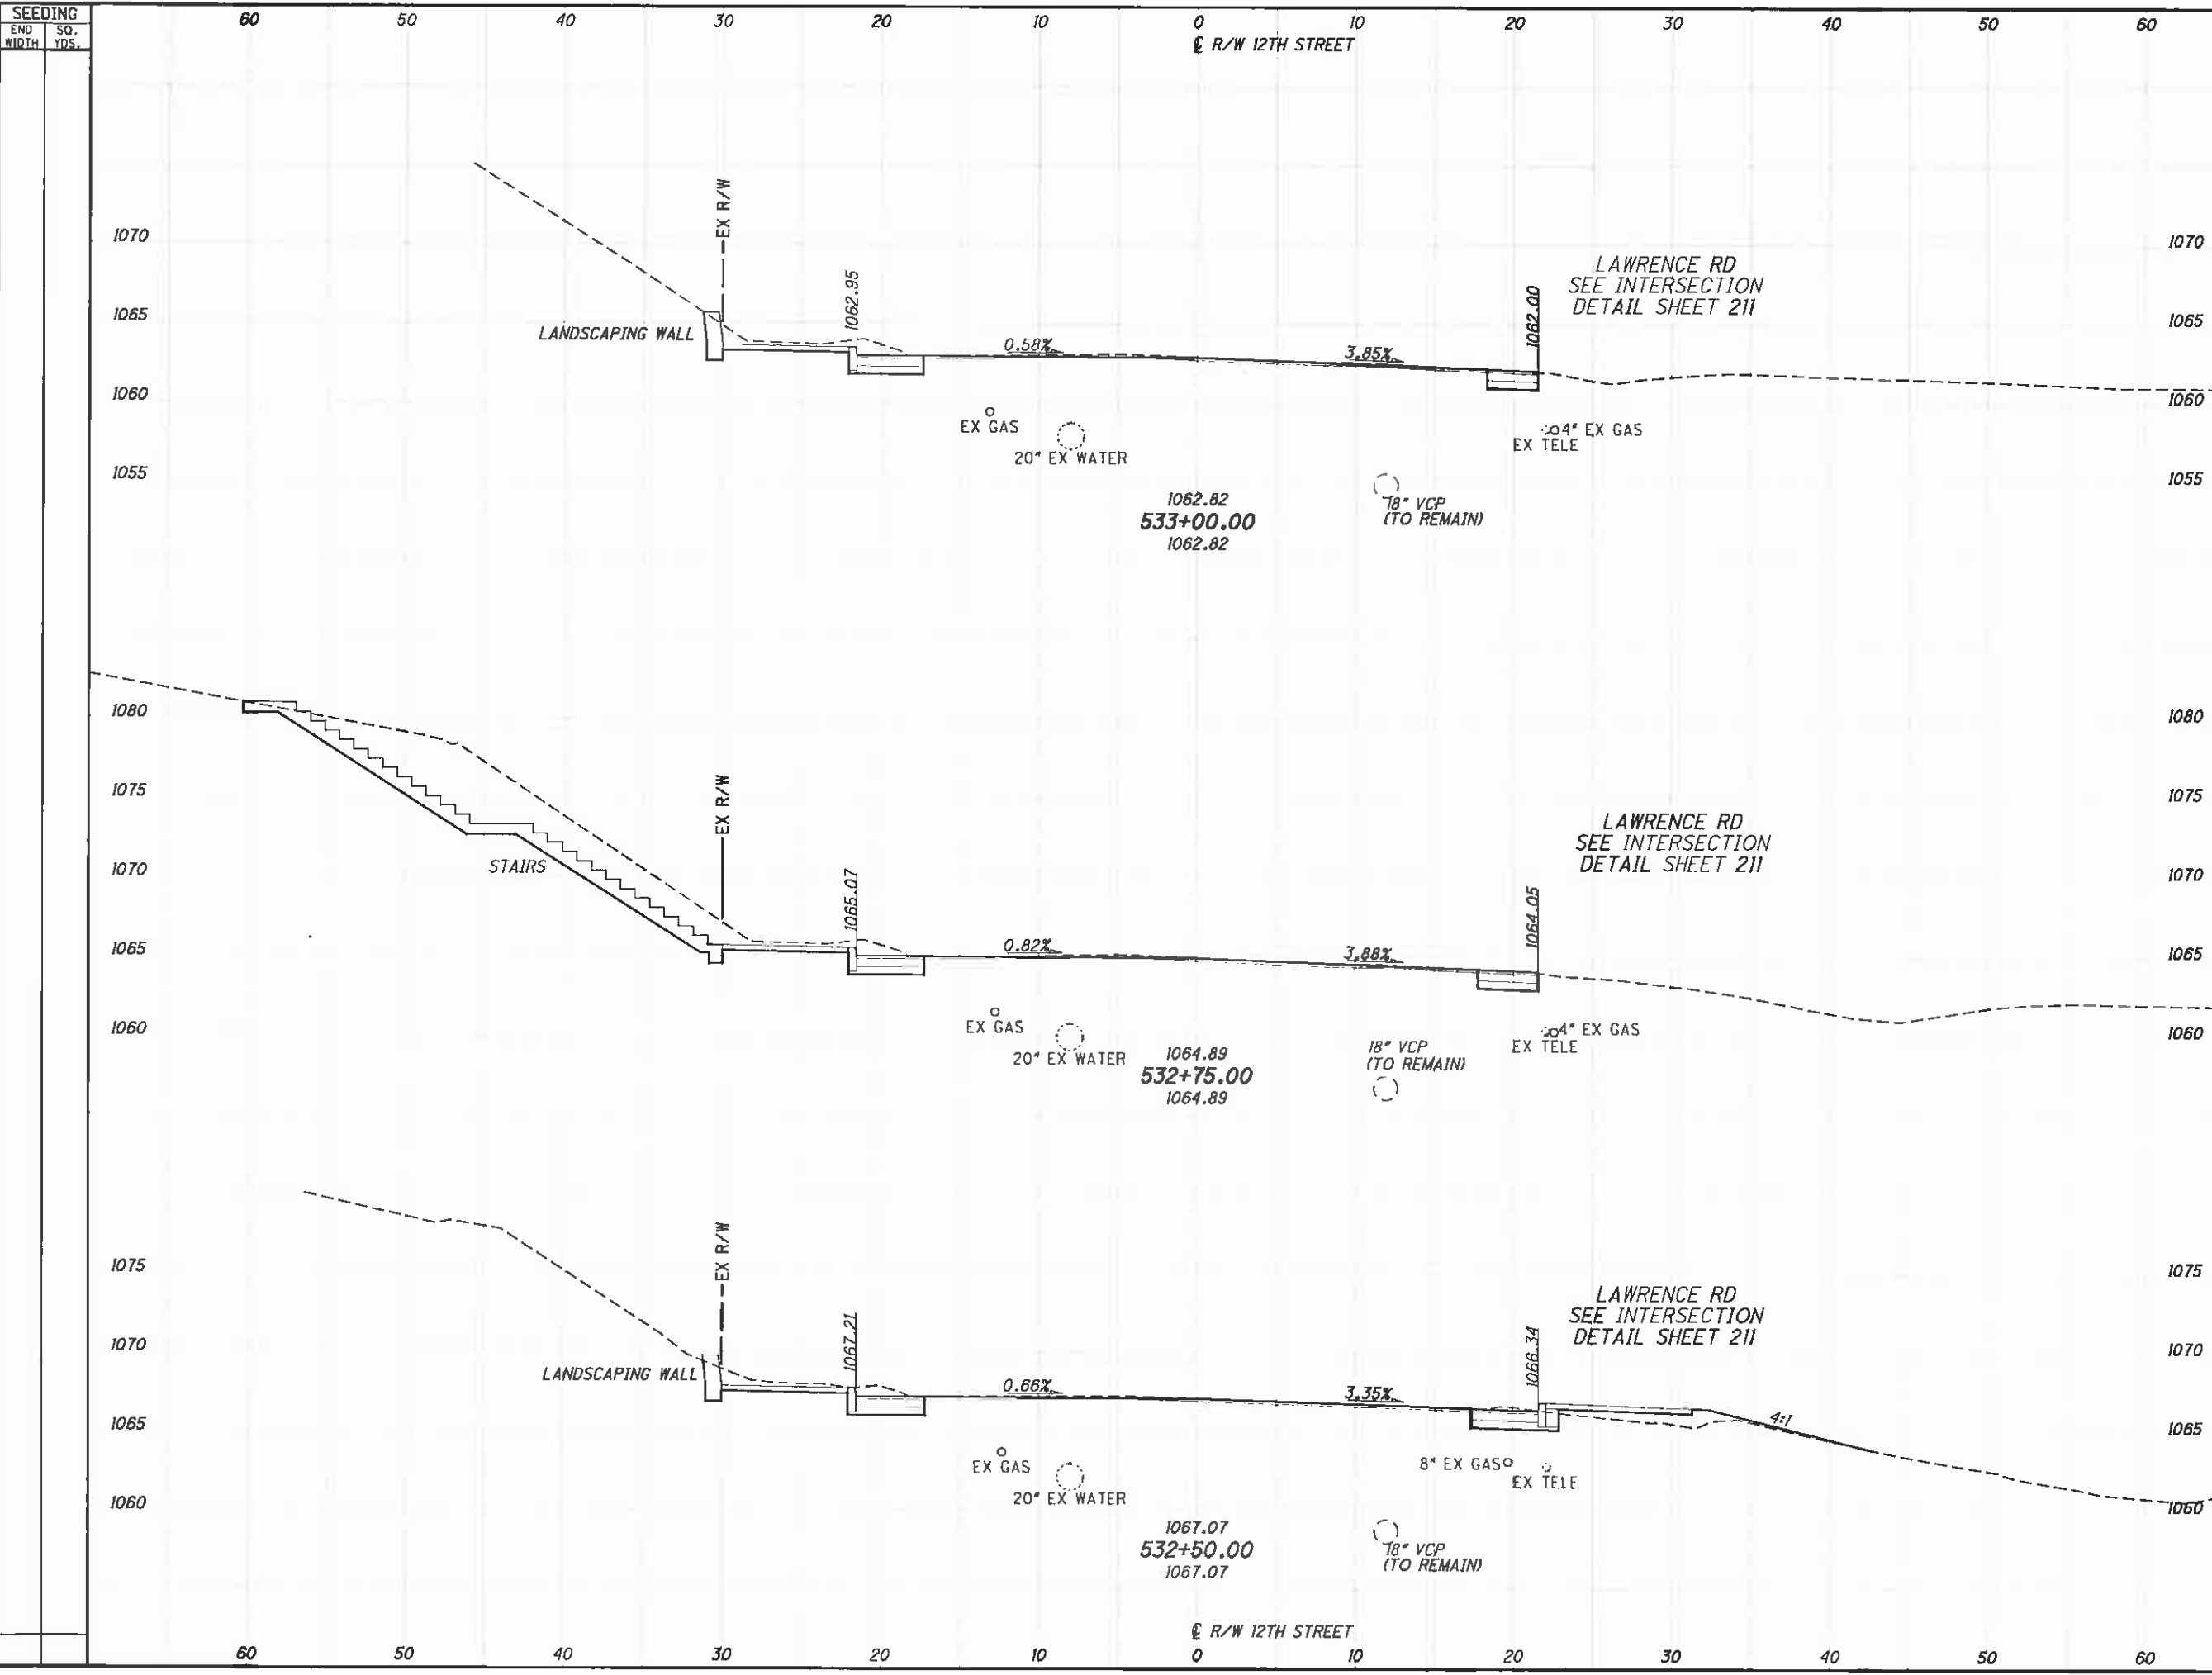 SEEDING
END WIDTH
SQ. YDS.
60 50 40 30 20 10 0 10 20 30 40 50 60
℄ R/W 12TH STREET
EX R/W
1070
1070
LAWRENCE RD
SEE INTERSECTION
DETAIL SHEET 211
1062.95
1062.00
1065
1065
LANDSCAPING WALL
0.58%
3.85%
1060
1060
EX GAS
20" EX WATER
4" EX GAS
EX TELE
1055
1055
1062.82
533+00.00
1062.82
18" VCP
(TO REMAIN)
1080
1080
1075
1075
EX R/W
LAWRENCE RD
SEE INTERSECTION
DETAIL SHEET 211
1070
1070
STAIRS
1065.07
1064.05
1065
1065
0.82%
3.88%
1060
1060
EX GAS
20" EX WATER
4" EX GAS
EX TELE
18" VCP
(TO REMAIN)
1064.89
532+75.00
1064.89
EX R/W
1075
1075
LAWRENCE RD
SEE INTERSECTION
DETAIL SHEET 211
1070
1070
1067.21
1066.34
LANDSCAPING WALL
0.66%
3.35%
4:1
1065
1065
EX GAS
20" EX WATER
8" EX GAS
EX TELE
1060
1060
1067.07
532+50.00
1067.07
18" VCP
(TO REMAIN)
℄ R/W 12TH STREET
60 50 40 30 20 10 0 10 20 30 40 50 60